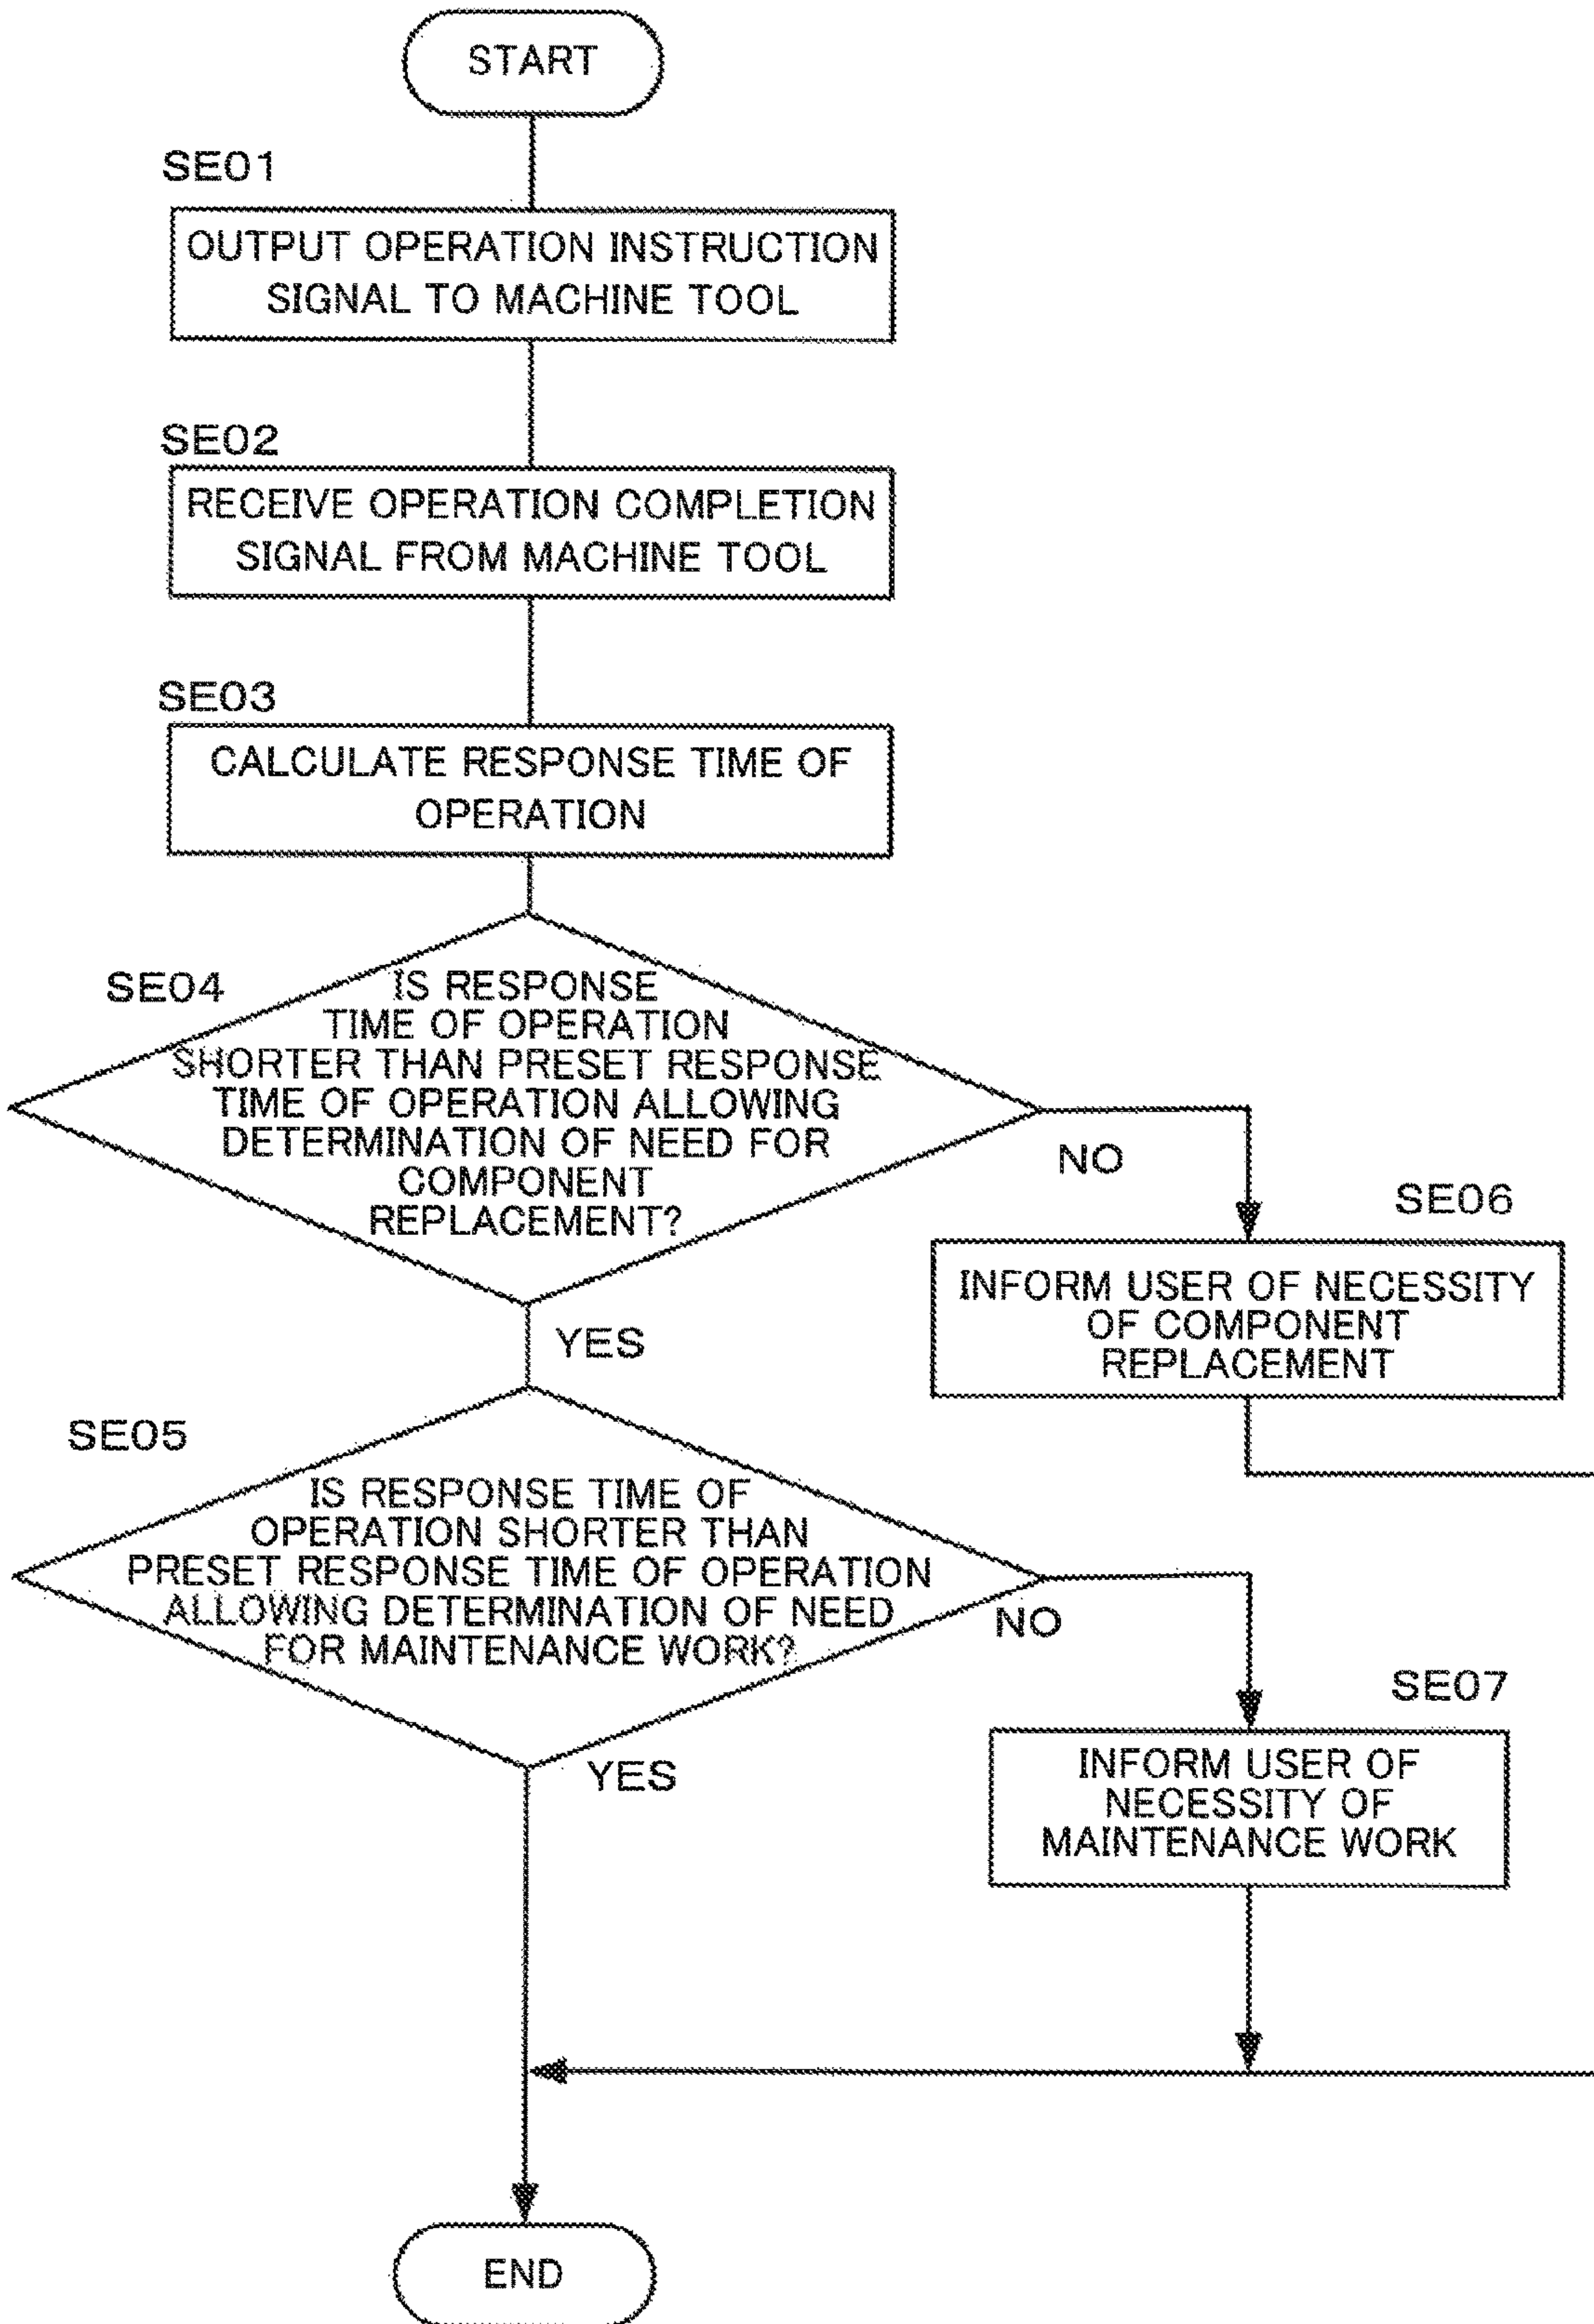 START
SE01
OUTPUT OPERATION INSTRUCTION
SIGNAL TO MACHINE TOOL
SE02
RECEIVE OPERATION COMPLETION
SIGNAL FROM MACHINE TOOL
SE03
CALCULATE RESPONSE TIME OF
OPERATION
SE04
IS RESPONSE
TIME OF OPERATION
SHORTER THAN PRESET RESPONSE
TIME OF OPERATION ALLOWING
DETERMINATION OF NEED FOR
COMPONENT
REPLACEMENT?
NO
SE06
INFORM USER OF NECESSITY
OF COMPONENT
REPLACEMENT
YES
SE05
IS RESPONSE TIME OF
OPERATION SHORTER THAN
PRESET RESPONSE TIME OF OPERATION
ALLOWING DETERMINATION OF NEED
FOR MAINTENANCE WORK?
NO
SE07
INFORM USER OF
NECESSITY OF
MAINTENANCE WORK
YES
END